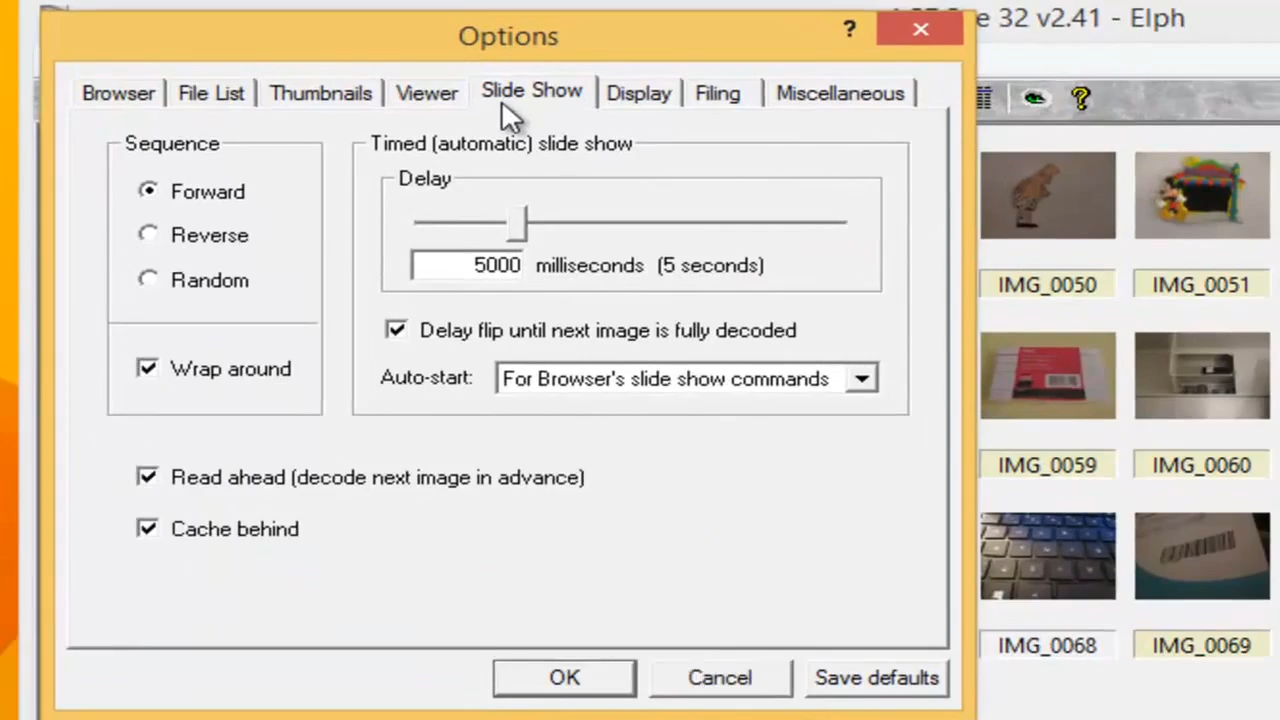 Options
?
e 32 v2.41 - Elph
Browser
File List
Thumbnails
Viewer
Slide Show
Display
Filing
Miscellaneous
Sequence
Forward
Reverse
Random
Wrap around
Timed (automatic) slide show
Delay
5000 milliseconds (5 seconds)
Delay flip until next image is fully decoded
Auto-start: For Browser's slide show commands
Read ahead (decode next image in advance)
Cache behind
OK
Cancel
Save defaults
?
IMG_0050
IMG_0051
IMG_0059
IMG_0060
IMG_0068
IMG_0069